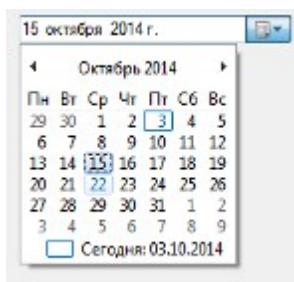 15 октября 2014 г.
Октябрь 2014
Пн Вт Ср Чт Пт Сб Вс
29 30 1 2 3 4 5
6 7 8 9 10 11 12
13 14 15 16 17 18 19
20 21 22 23 24 25 26
27 28 29 30 31 1 2
3 4 5 6 7 8 9
Сегодня: 03.10.2014